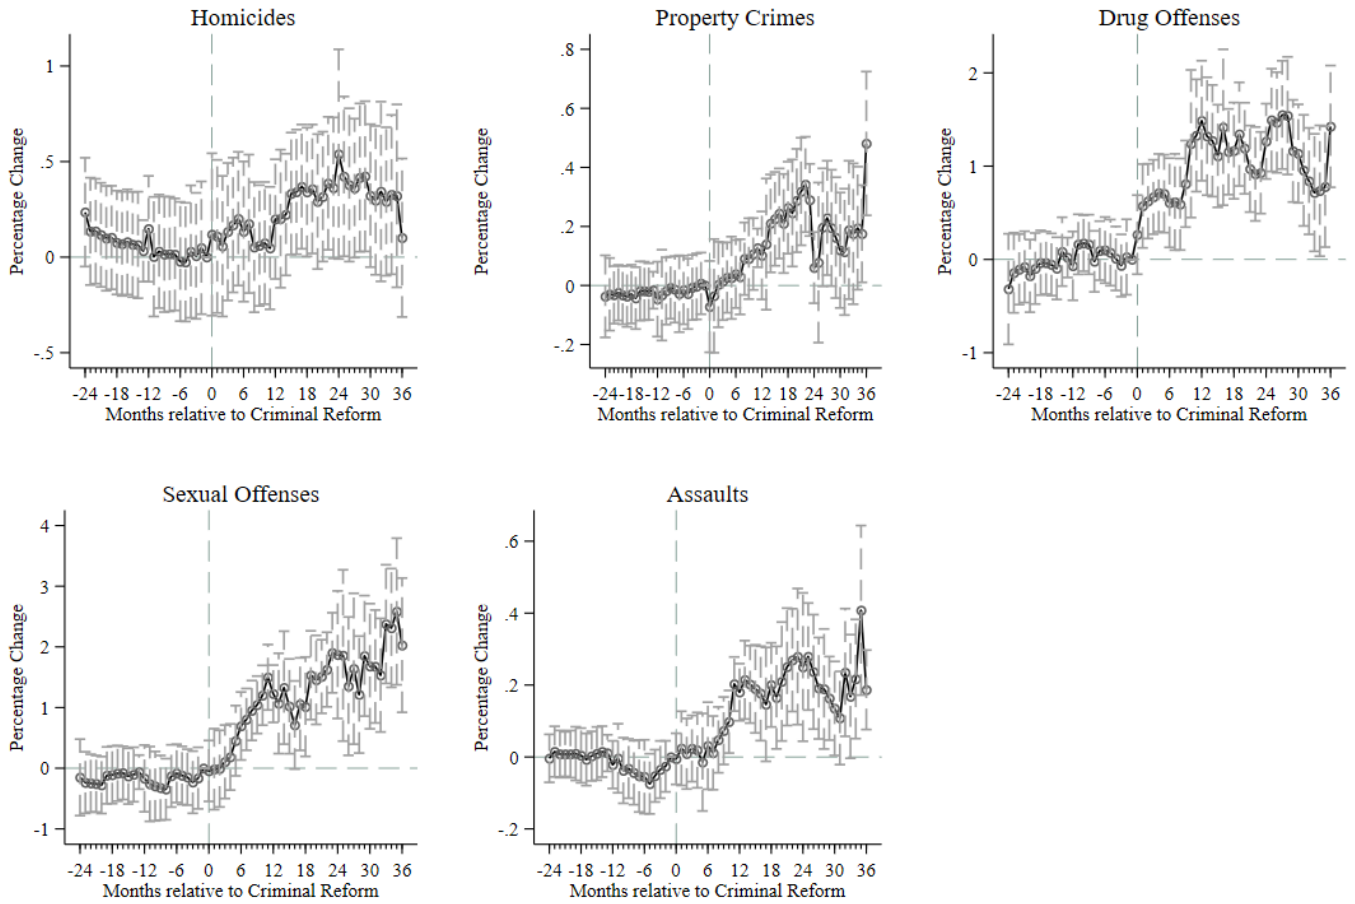 Homicides
Percentage Change
1
.5
0
-.5
-24 -18 -12 -6 0 6 12 18 24 30 36
Months relative to Criminal Reform
Property Crimes
Percentage Change
.8
.6
.4
.2
0
-.2
-24 -18 -12 -6 0 6 12 18 24 30 36
Months relative to Criminal Reform
Drug Offenses
Percentage Change
2
1
0
-1
-24 -18 -12 -6 0 6 12 18 24 30 36
Months relative to Criminal Reform
Sexual Offenses
Percentage Change
4
3
2
1
0
-1
-24 -18 -12 -6 0 6 12 18 24 30 36
Months relative to Criminal Reform
Assaults
Percentage Change
.6
.4
.2
0
-.2
-24 -18 -12 -6 0 6 12 18 24 30 36
Months relative to Criminal Reform